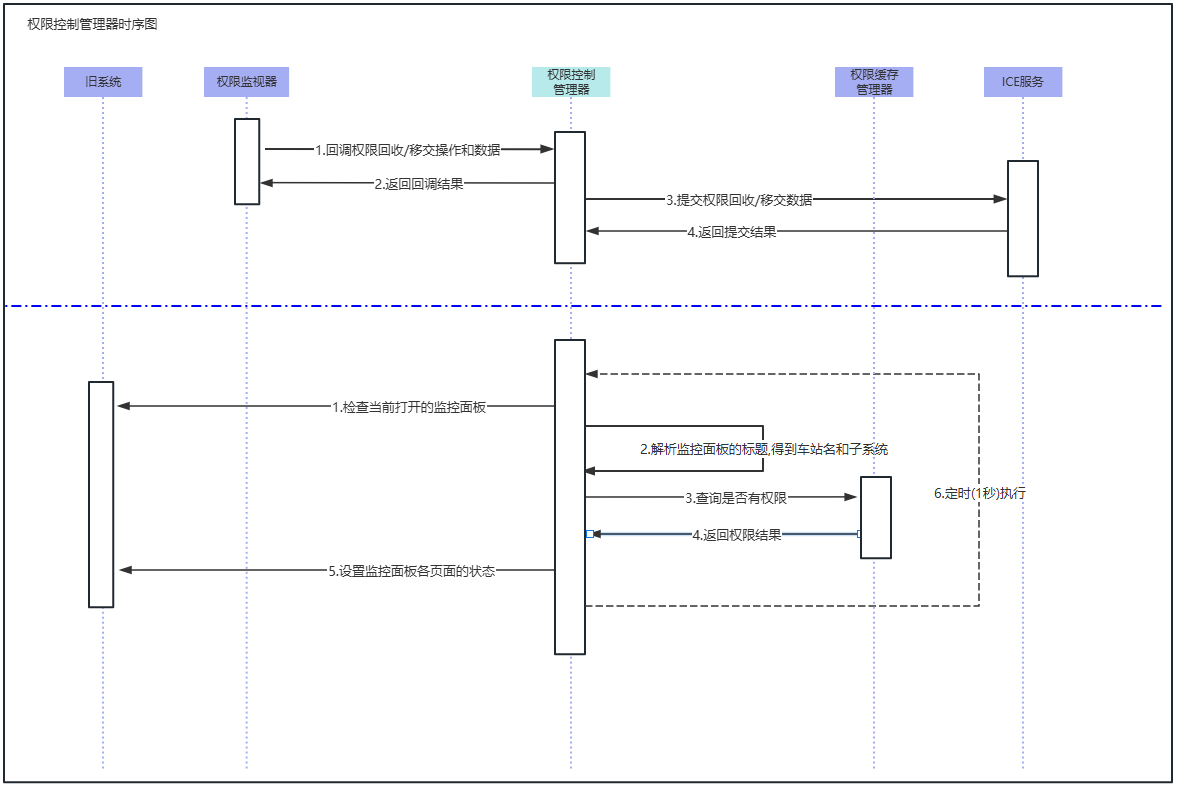 权限控制管理器时序图
旧系统
权限监视器
权限控制
管理器
权限缓存
管理器
ICE服务
1.回调权限回收/移交操作和数据
2.返回回调结果
3.提交权限回收/移交数据
4.返回提交结果
1.检查当前打开的监控面板
2.解析监控面板的标题,得到车站名和子系统
3.查询是否有权限
6.定时(1秒)执行
4.返回权限结果
5.设置监控面板各页面的状态